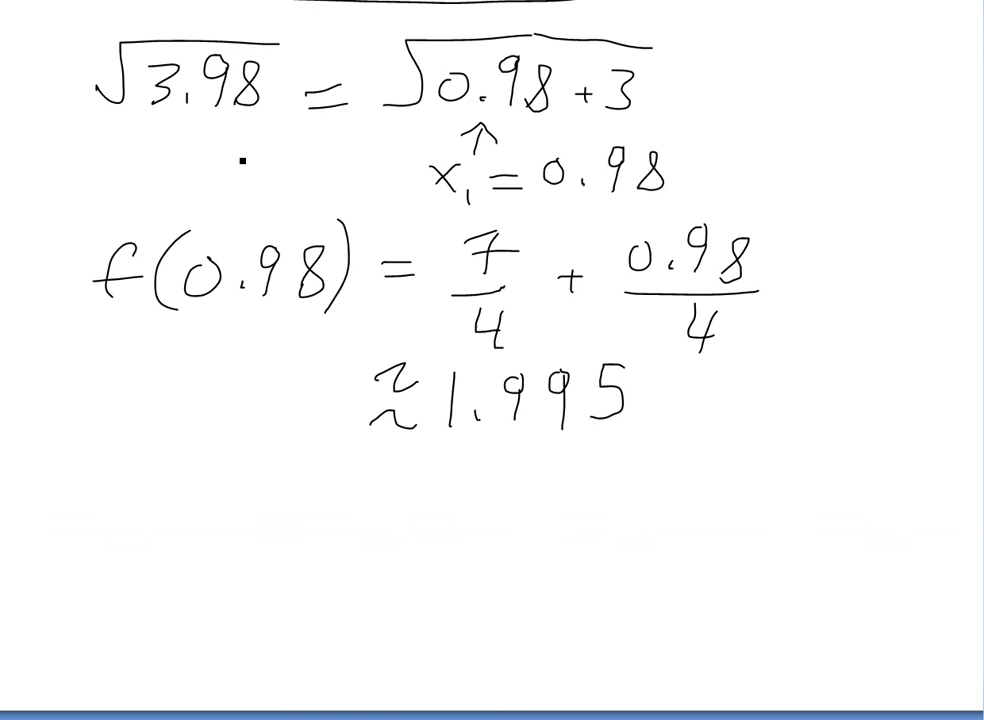 √3.98 = √0.98 + 3
↑
x₁ = 0.98
f(0.98) = 7/4 + 0.98/4
≈ 1.995